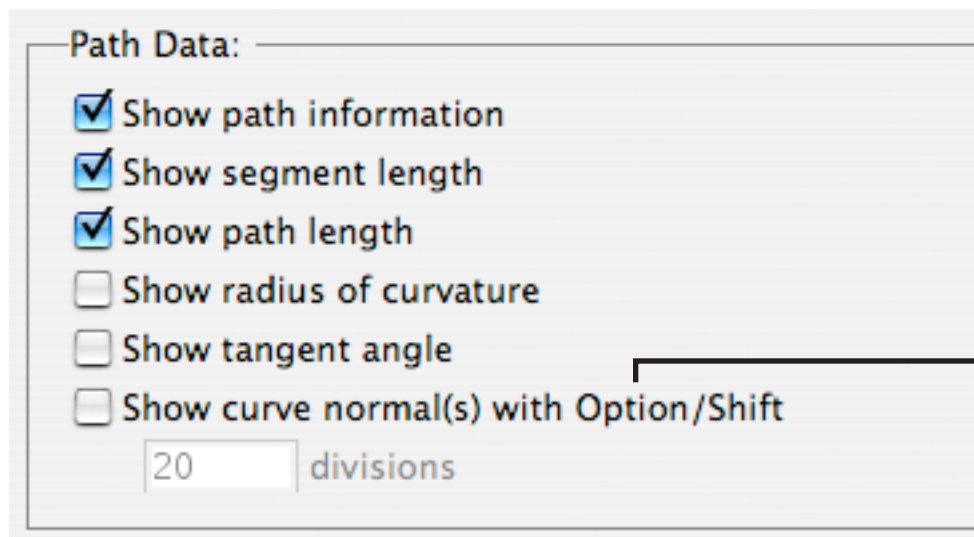 Path Data:
Show path information
Show segment length
Show path length
Show radius of curvature
Show tangent angle
Show curve normal(s) with Option/Shift
20 divisions